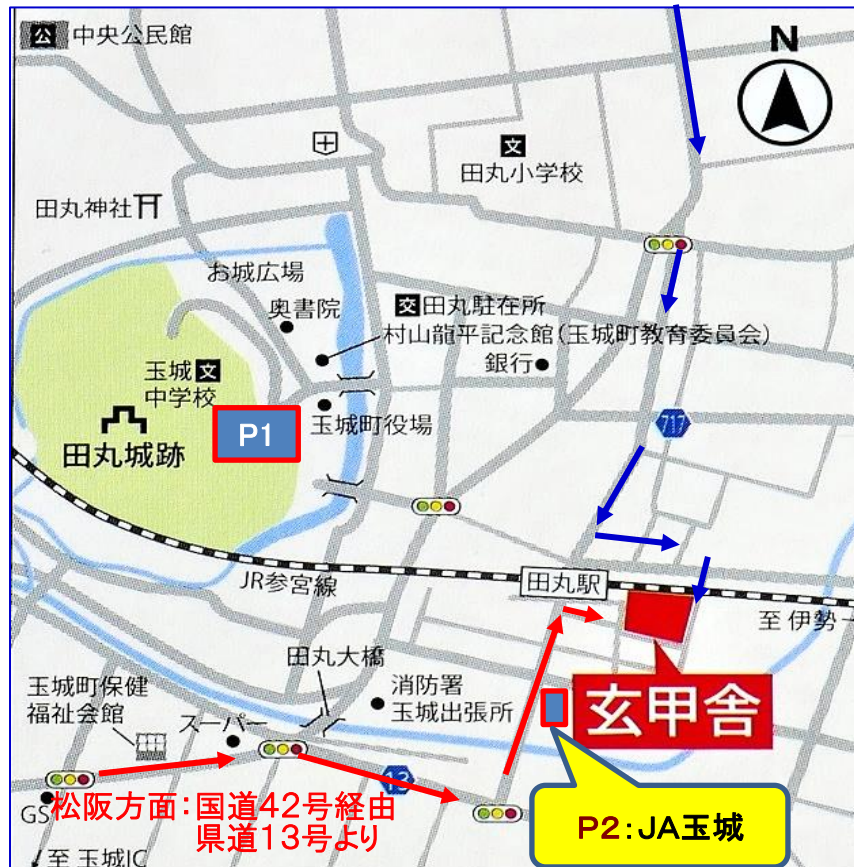 公 中央公民館
N
文
田丸小学校
田丸神社
お城広場
奥書院
交 田丸駐在所
村山龍平記念館(玉城町教育委員会)
銀行
玉城 文
中学校
P1
玉城町役場
717
田丸城跡
JR参宮線
田丸駅
至 伊勢
田丸大橋
玄甲舎
玉城町保健
福祉会館
スーパー
消防署
玉城出張所
13
GS
松阪方面:国道42号経由
県道13号より
P2:JA玉城
至 玉城IC